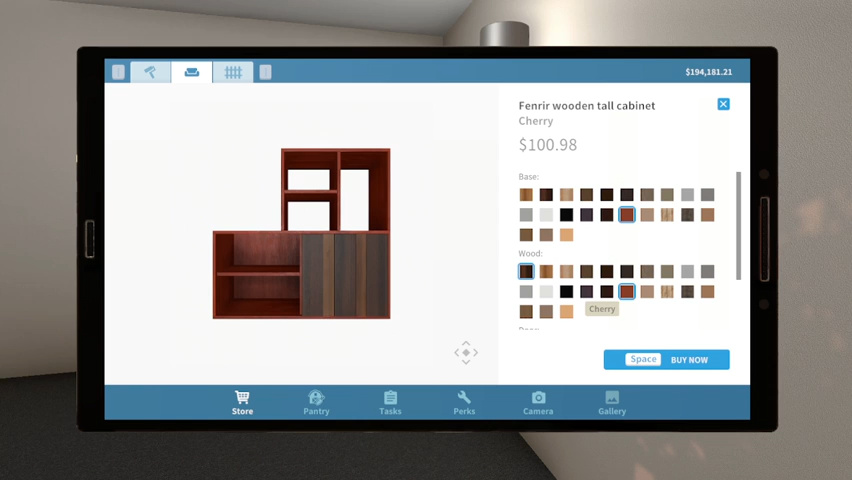 $194,181.21
Fenrir wooden tall cabinet
Cherry
$100.98
Base:
Wood:
Cherry
Space BUY NOW
Store
Pantry
Tasks
Perks
Camera
Gallery